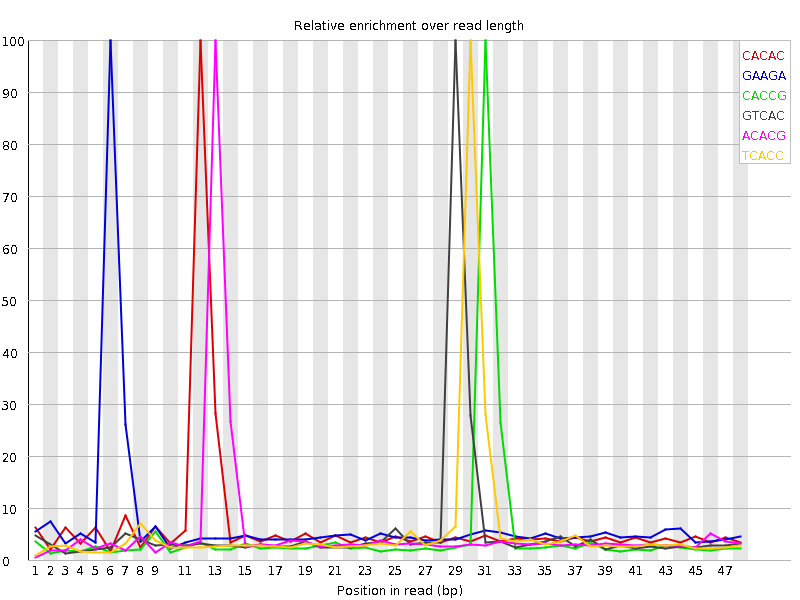 Relative enrichment over read length
100
90
80
70
60
50
40
30
20
10
0
CACAC
GAAGA
CACCG
GTCAC
ACACG
TCACC
1 2 3 4 5 6 7 8 9 11 13 15 17 19 21 23 25 27 29 31 33 35 37 39 41 43 45 47
Position in read (bp)